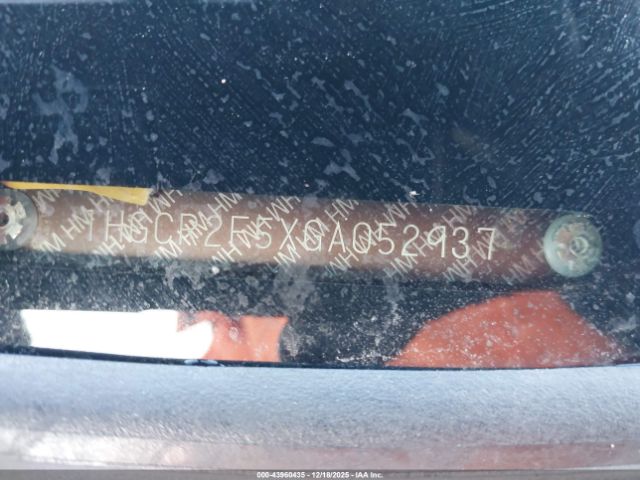 1HGCR2F5XGA052937
000-43960435 - 12/18/2025 - IAA Inc.